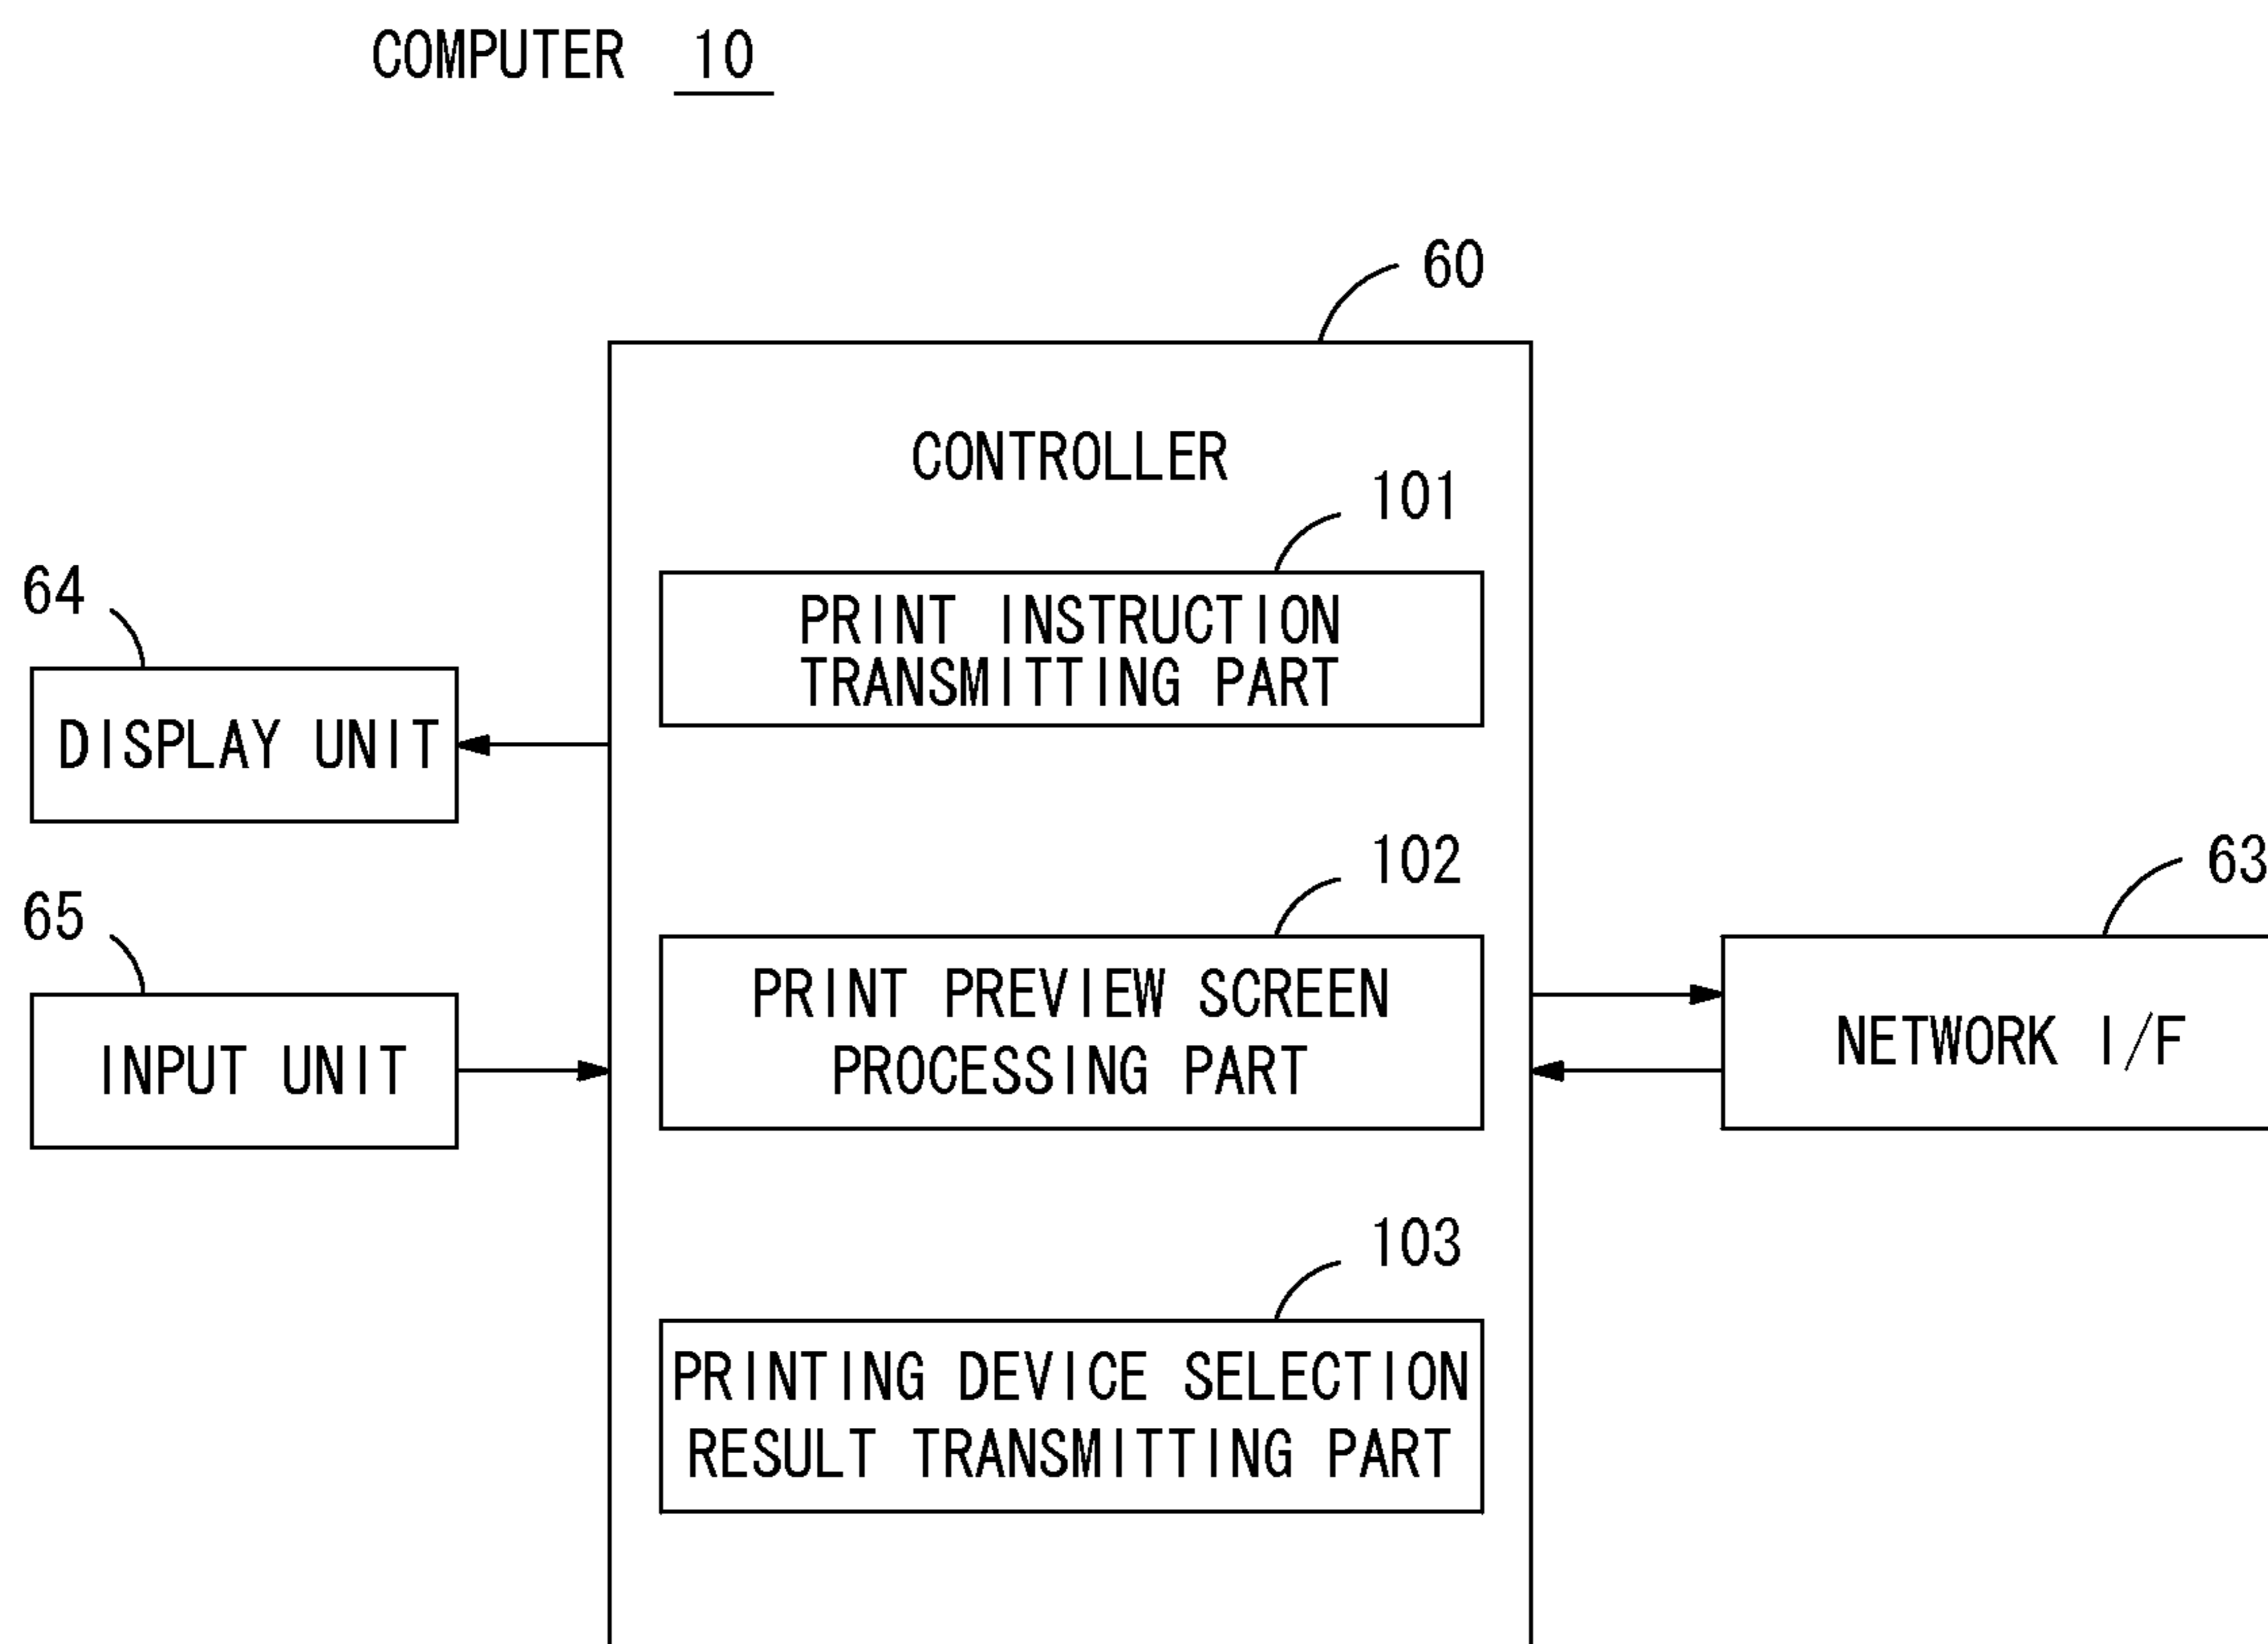 COMPUTER 10
60
CONTROLLER
101
PRINT INSTRUCTION
TRANSMITTING PART
64
DISPLAY UNIT
102
PRINT PREVIEW SCREEN
PROCESSING PART
65
INPUT UNIT
63
NETWORK I/F
103
PRINTING DEVICE SELECTION
RESULT TRANSMITTING PART